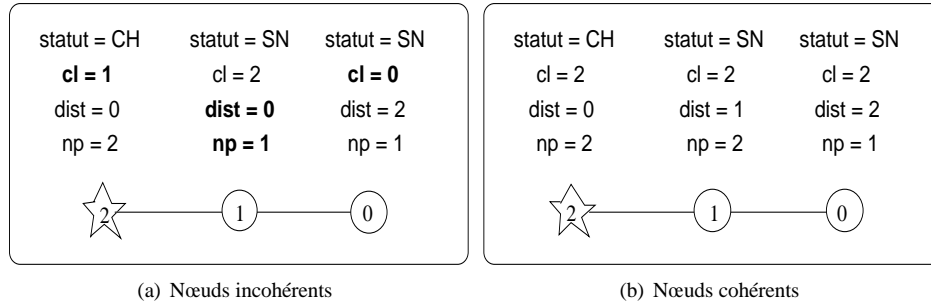 statut = CH statut = SN statut = SN
cl = 1 cl = 2 cl = 0
dist = 0 dist = 0 dist = 2
np = 2 np = 1 np = 1
2 1 0
(a) Nœuds incohérents
statut = CH statut = SN statut = SN
cl = 2 cl = 2 cl = 2
dist = 0 dist = 1 dist = 2
np = 2 np = 2 np = 1
2 1 0
(b) Nœuds cohérents